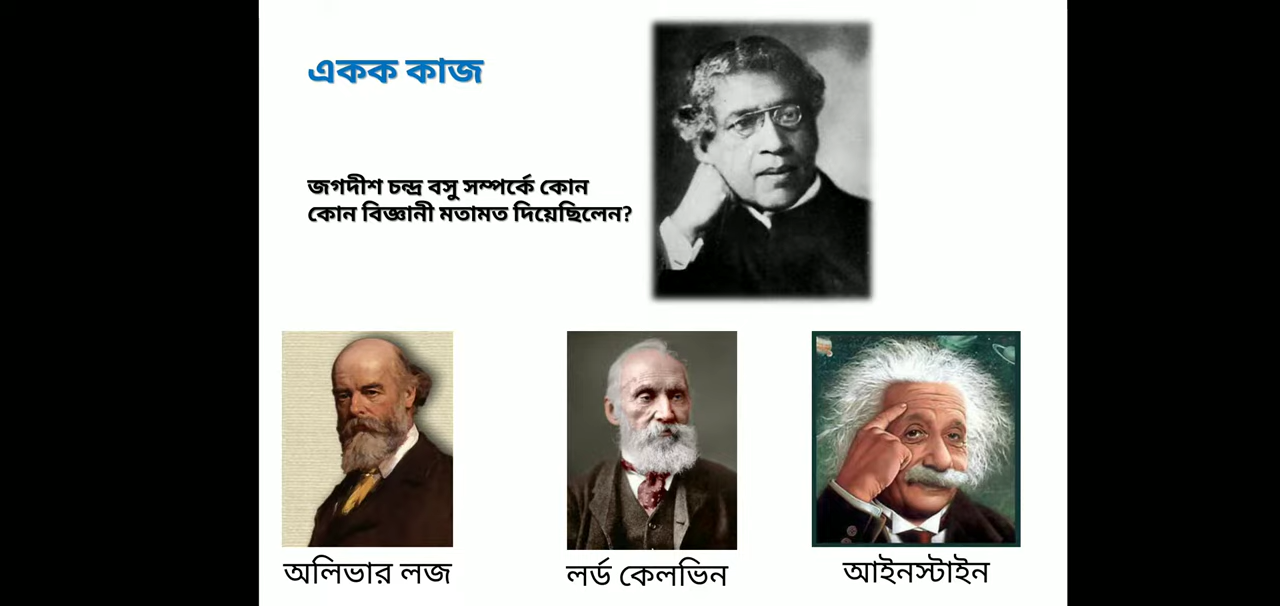 একক কাজ
জগদীশ চন্দ্র বসু সম্পর্কে কোন
কোন বিজ্ঞানী মতামত দিয়েছিলেন?
অলিভার লজ
লর্ড কেলভিন
আইনস্টাইন